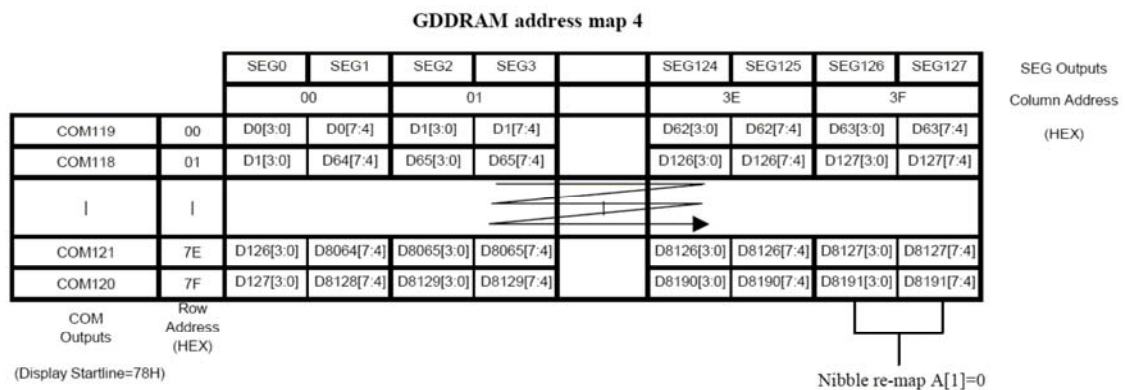 GDDRAM address map 4
SEG0 SEG1 SEG2 SEG3 SEG124 SEG125 SEG126 SEG127 SEG Outputs
00 01 3E 3F Column Address
COM119 00 D0[3:0] D0[7:4] D1[3:0] D1[7:4] D62[3:0] D62[7:4] D63[3:0] D63[7:4] (HEX)
COM118 01 D1[3:0] D64[7:4] D65[3:0] D65[7:4] D126[3:0] D126[7:4] D127[3:0] D127[7:4]
| | |
COM121 7E D126[3:0] D8064[7:4] D8065[3:0] D8065[7:4] D8126[3:0] D8126[7:4] D8127[3:0] D8127[7:4]
COM120 7F D127[3:0] D8128[7:4] D8129[3:0] D8129[7:4] D8190[3:0] D8190[7:4] D8191[3:0] D8191[7:4]
COM
Outputs
Row
Address
(HEX)
(Display Startline=78H)
Nibble re-map A[1]=0